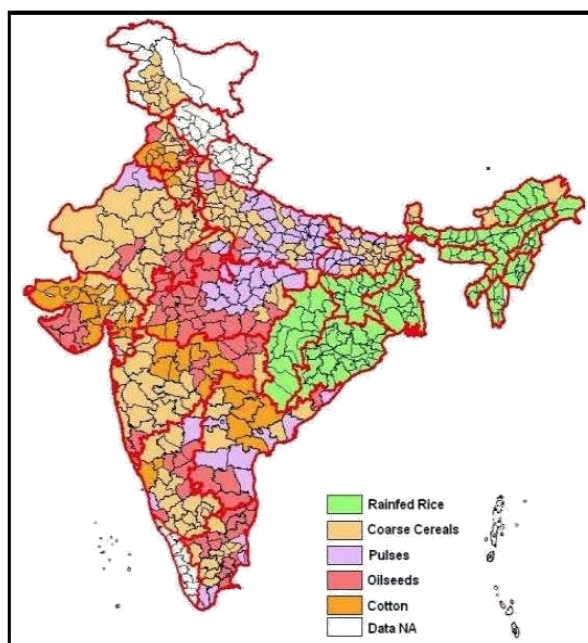 Rainfed Rice
Coarse Cereals
Pulses
Oilseeds
Cotton
Data NA